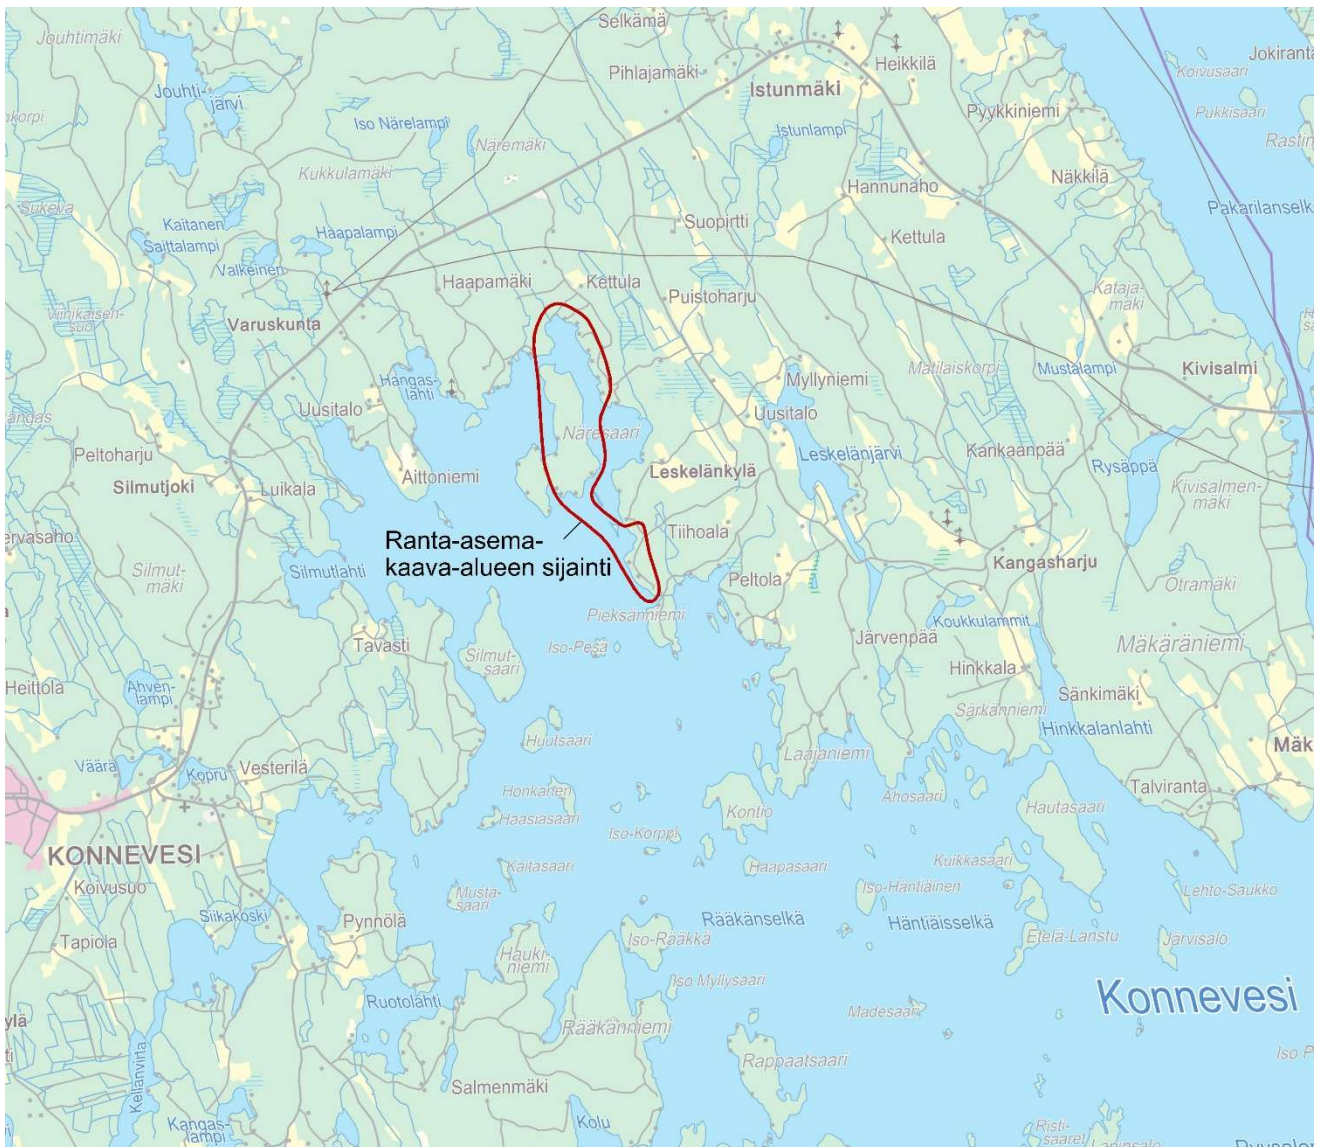 Selkämä
Jouhtimäki
Heikkilä
Jokiranta
Pihlajamäki
Koivusaari
Istunmäki
Jouhti-
järvi
Pyykkiniemi
Pukkisaari
Iso Närelampi
Istunlampi
Näremäki
Kukkulamäki
Näkkilä
Hannunaho
Sukeva
Kaitanen
Saittalampi
Haapalampi
Suopirtti
Kettula
Valkeinen
Haapamäki
Kettula
Puistoharju
Kataja-
mäki
Varuskunta
Matilaiskorpi
Mustalampi
Kivisalmi
Hangas-
lahti
Myllyniemi
Uusitalo
Uusitalo
Näresaari
Peltoharju
Leskelänkylä
Leskelänjärvi
Kankaanpää
Rysäppä
Aittoniemi
Silmutjoki
Luikala
Kivisalmen-
mäki
Ranta-asema-
kaava-alueen sijainti
Tiihoala
Silmut-
mäki
Silmutlahti
Peltola
Kangasharju
Otramäki
Pieksänniemi
Koukkulammit
Tavasti
Silmut-
saari
Iso-Pesä
Järvenpää
Mäkäräniemi
Hinkkala
Heittola
Ahven-
lampi
Sänkimäki
Särkänniemi
Hinkkalanlahti
Huutsaari
Laajaniemi
Väärä
Kopru
Vesterilä
Talviranta
Honkanen
Haasiasaari
Kontio
Ahosaari
Hautasaari
Iso-Korppi
KONNEVESI
Kaitasaari
Haapasaari
Kuikkasaari
Koivusuo
Musta-
saari
Iso-Häntiäinen
Lehto-Saukko
Siikakoski
Pynnölä
Rääkänselkä
Häntiäisselkä
Tapiola
Iso-Rääkkä
Etelä-Lanstu
Järvisalo
Hauki-
niemi
Iso Myllysaari
Ruotolahti
Konnevesi
Madesaari
Rääkänniemi
Rappaatsaari
Kellanvirta
Salmenmäki
Kangas-
lampi
Kolu
Risti-
saaret